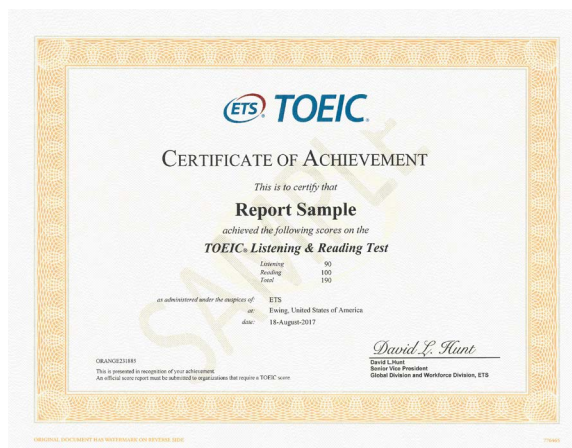 ETS TOEIC.
CERTIFICATE OF ACHIEVEMENT
This is to certify that
Report Sample
achieved the following scores on the
TOEIC® Listening & Reading Test
Listening 90
Reading 100
Total 190
as administered under the auspices of: ETS
at: Ewing, United States of America
date: 18-August-2017
SAMPLE
David L. Hunt
David L.Hunt
Senior Vice President
Global Division and Workforce Division, ETS
ORANGE231885
This is presented in recognition of your achievement.
An official score report must be submitted to organizations that require a TOEIC score.
ORIGINAL DOCUMENT HAS WATERMARK ON REVERSE SIDE